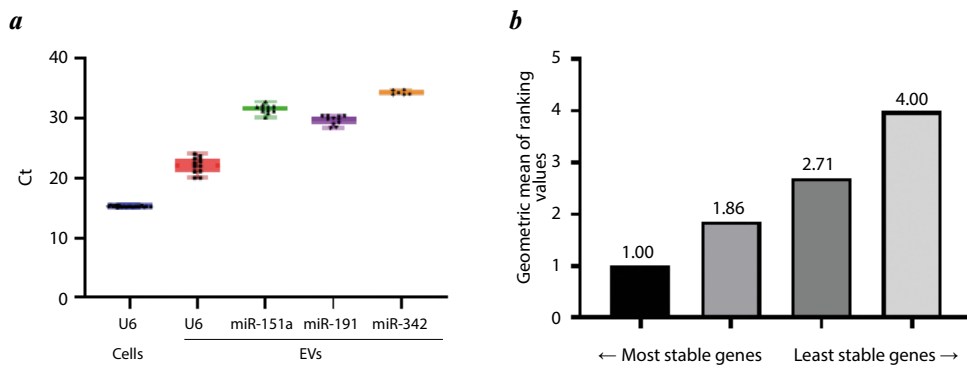 a
40
30
20
10
0
Ct
U6 U6 miR-151a miR-191 miR-342
Cells EVs
b
5
4
3
2
1
0
Geometric mean of ranking
values
1.00
1.86
2.71
4.00
← Most stable genes Least stable genes →